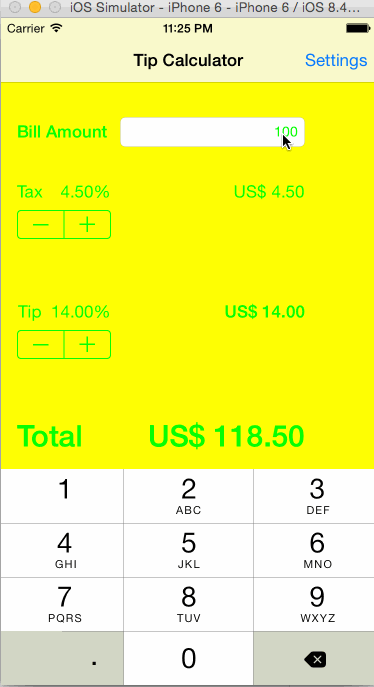 iOS Simulator - iPhone 6 - iPhone 6 / iOS 8.4...
Carrier 11:25 PM
Tip Calculator Settings
Bill Amount 100
Tax 4.50% US$ 4.50
− +
Tip 14.00% US$ 14.00
− +
Total US$ 118.50
1 2 3
ABC DEF
4 5 6
GHI JKL MNO
7 8 9
PQRS TUV WXYZ
. 0